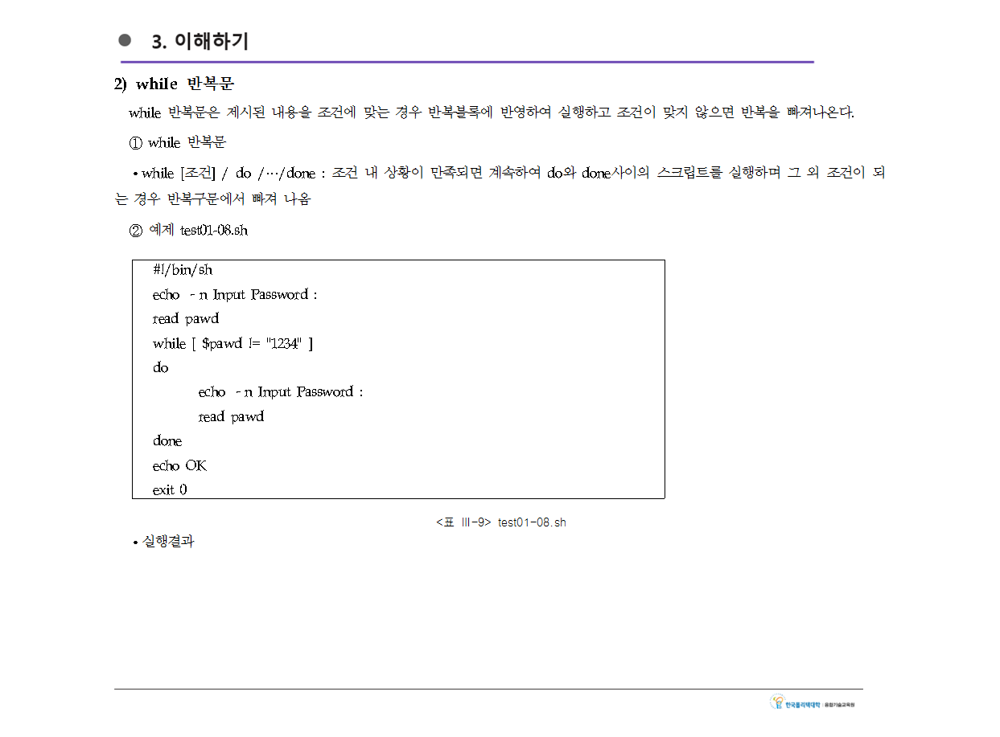 ● 3. 이해하기
2) while 반복문
while 반복문은 제시된 내용을 조건에 맞는 경우 반복블록에 반영하여 실행하고 조건이 맞지 않으면 반복을 빠져나온다.
① while 반복문
• while [조건] / do /…/done : 조건 내 상황이 만족되면 계속하여 do와 done사이의 스크립트를 실행하며 그 외 조건이 되
는 경우 반복구문에서 빠져 나옴
② 예제 test01-08.sh
#!/bin/sh
echo -n Input Password :
read pawd
while [ $pawd != "1234" ]
do
echo -n Input Password :
read pawd
done
echo OK
exit 0
<표 III-9> test01-08.sh
• 실행결과
한국폴리텍대학 | 융합기술교육원